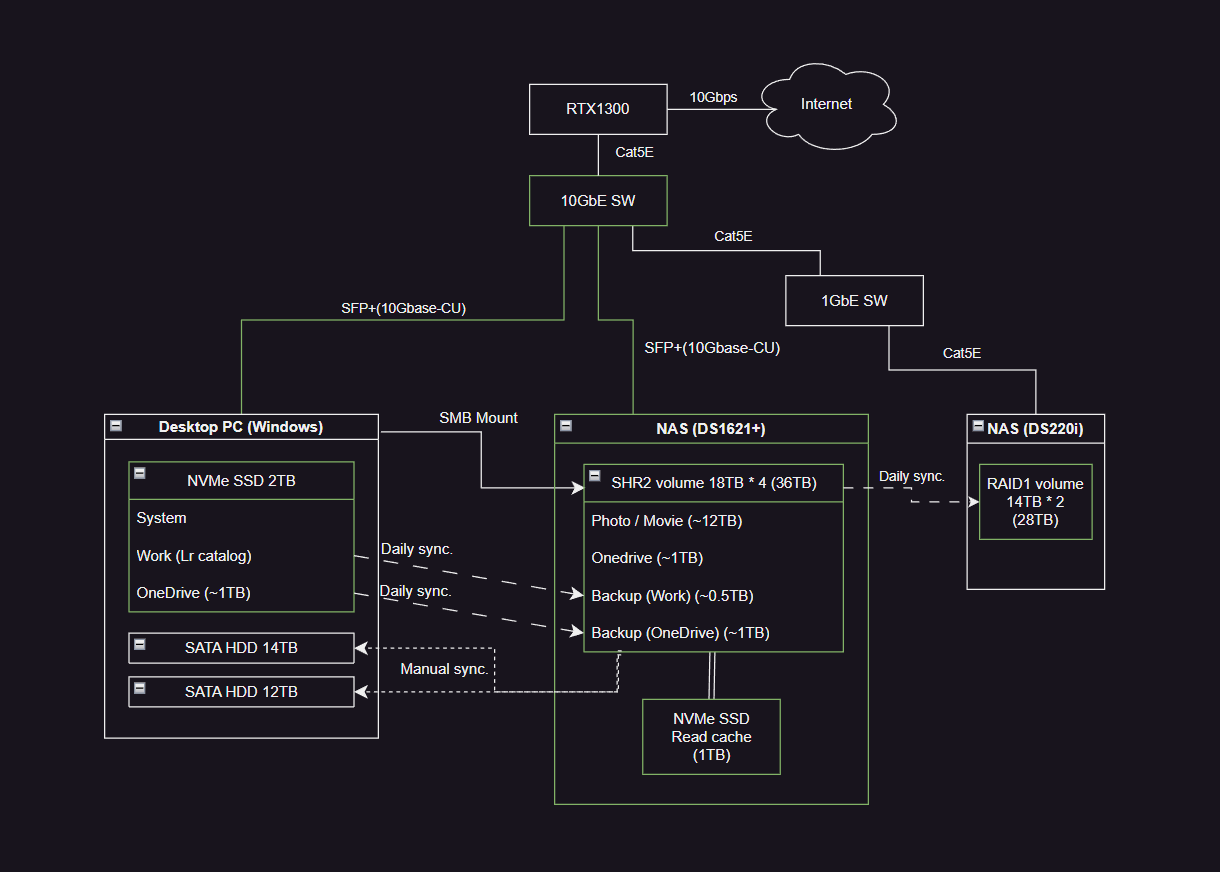 RTX1300
10Gbps
Internet
Cat5E
10GbE SW
Cat5E
1GbE SW
SFP+(10Gbase-CU)
SFP+(10Gbase-CU)
Cat5E
Desktop PC (Windows)
NVMe SSD 2TB
System
Work (Lr catalog)
OneDrive (~1TB)
SATA HDD 14TB
SATA HDD 12TB
SMB Mount
Daily sync.
Daily sync.
Manual sync.
NAS (DS1621+)
SHR2 volume 18TB * 4 (36TB)
Photo / Movie (~12TB)
Onedrive (~1TB)
Backup (Work) (~0.5TB)
Backup (OneDrive) (~1TB)
NVMe SSD
Read cache
(1TB)
Daily sync.
NAS (DS220i)
RAID1 volume
14TB * 2
(28TB)